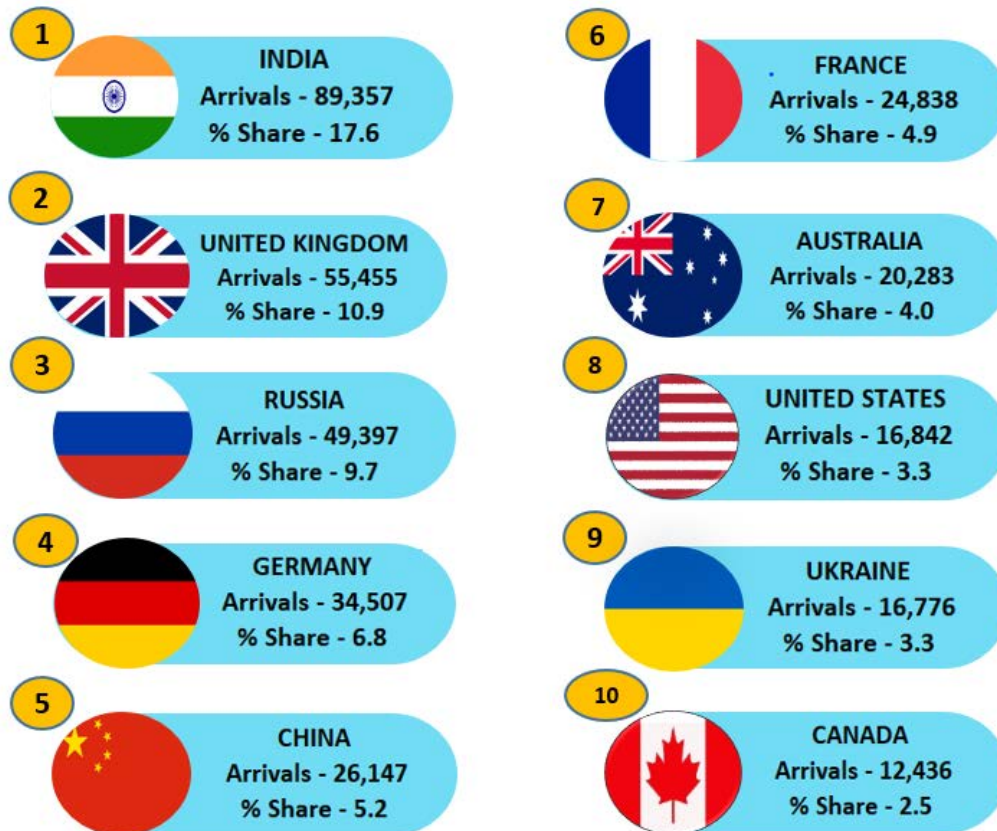 1
INDIA
Arrivals - 89,357
% Share - 17.6
2
UNITED KINGDOM
Arrivals - 55,455
% Share - 10.9
3
RUSSIA
Arrivals - 49,397
% Share - 9.7
4
GERMANY
Arrivals - 34,507
% Share - 6.8
5
CHINA
Arrivals - 26,147
% Share - 5.2
6
FRANCE
Arrivals - 24,838
% Share - 4.9
7
AUSTRALIA
Arrivals - 20,283
% Share - 4.0
8
UNITED STATES
Arrivals - 16,842
% Share - 3.3
9
UKRAINE
Arrivals - 16,776
% Share - 3.3
10
CANADA
Arrivals - 12,436
% Share - 2.5